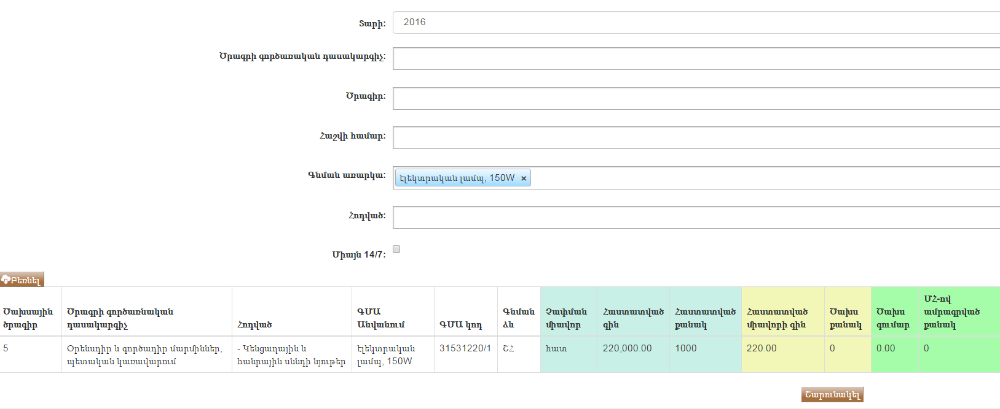 Տարի: 2016
Ծրագրի գործառական դասակարգիչ:
Ծրագիր:
Հաշվի համար:
Գնման առարկա: էլեկտրական լամպ, 150W ×
Հոդված:
Միայն 14/7:
Բեռնել
Ծախսային ծրագիր
Ծրագրի գործառնական դասակարգիչ
Հոդված
ԳՄԱ Անվանում
ԳՄԱ կոդ
Գնման ձև
Չափման միավոր
Հաստատված գին
Հաստատված քանակ
Հաստատված միավորի գին
Ծախս քանակ
Ծախս գումար
ՄՀ-ով ամրագրված քանակ
5
Օրենսդիր և գործադիր մարմիններ, պետական կառավարում
- Կենցաղային և հանրային սննդի նյութեր
էլեկտրական լամպ, 150W
31531220/1
ՇՀ
հատ
220,000.00
1000
220.00
0
0.00
0
Շարունակել